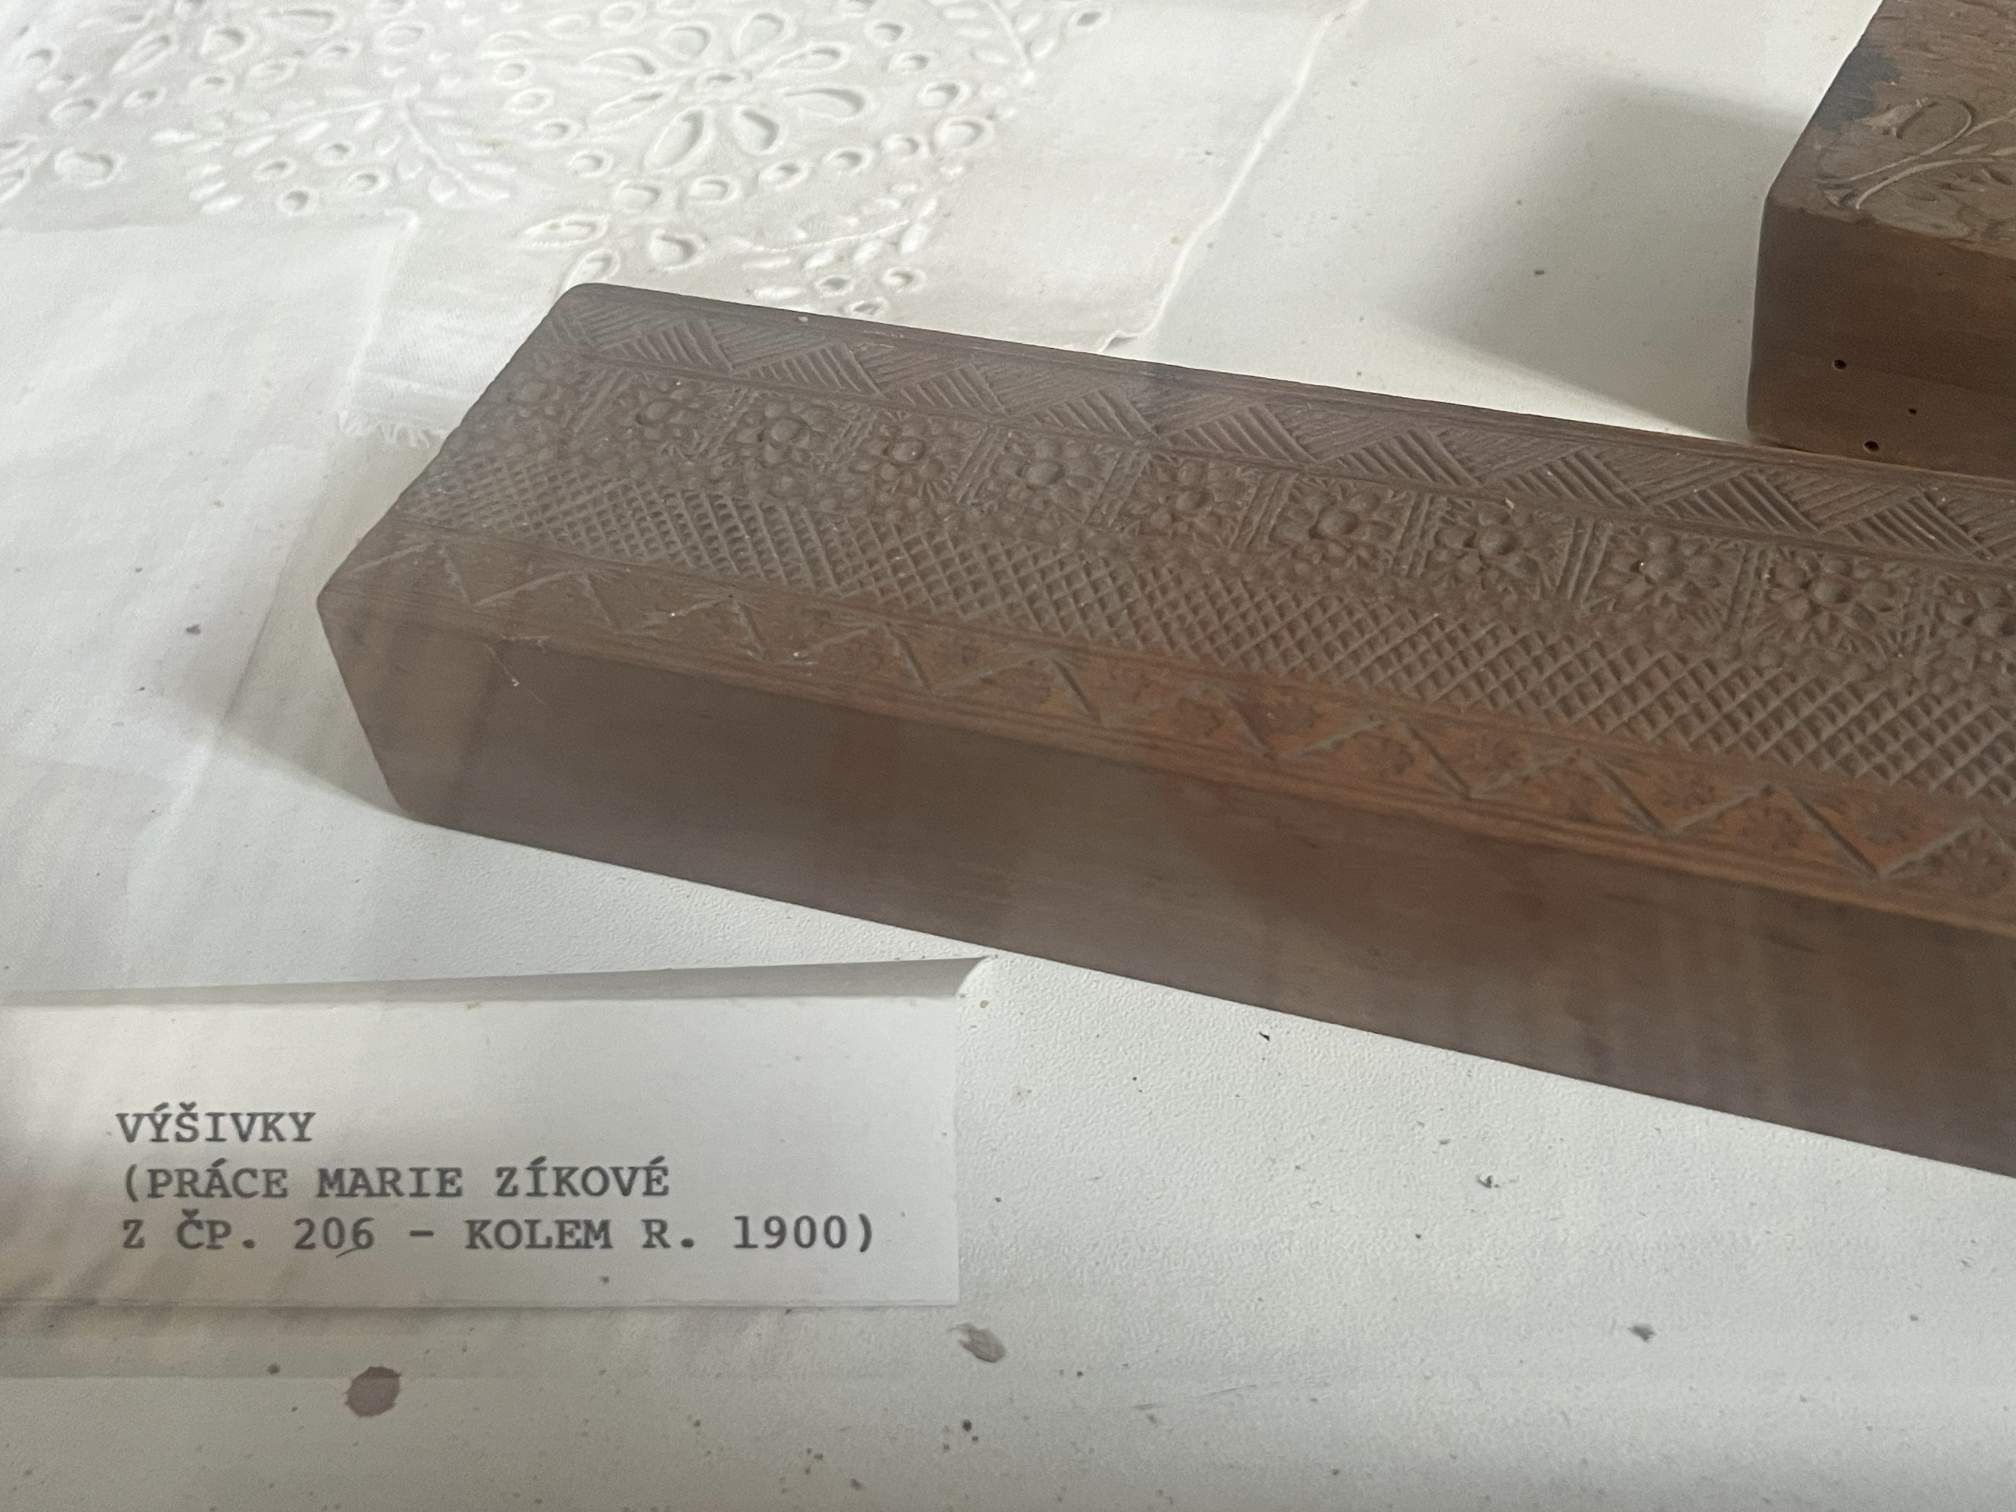 VÝŠIVKY
(PRÁCE MARIE ZÍKOVÉ
Z ČP. 206 - KOLEM R. 1900)